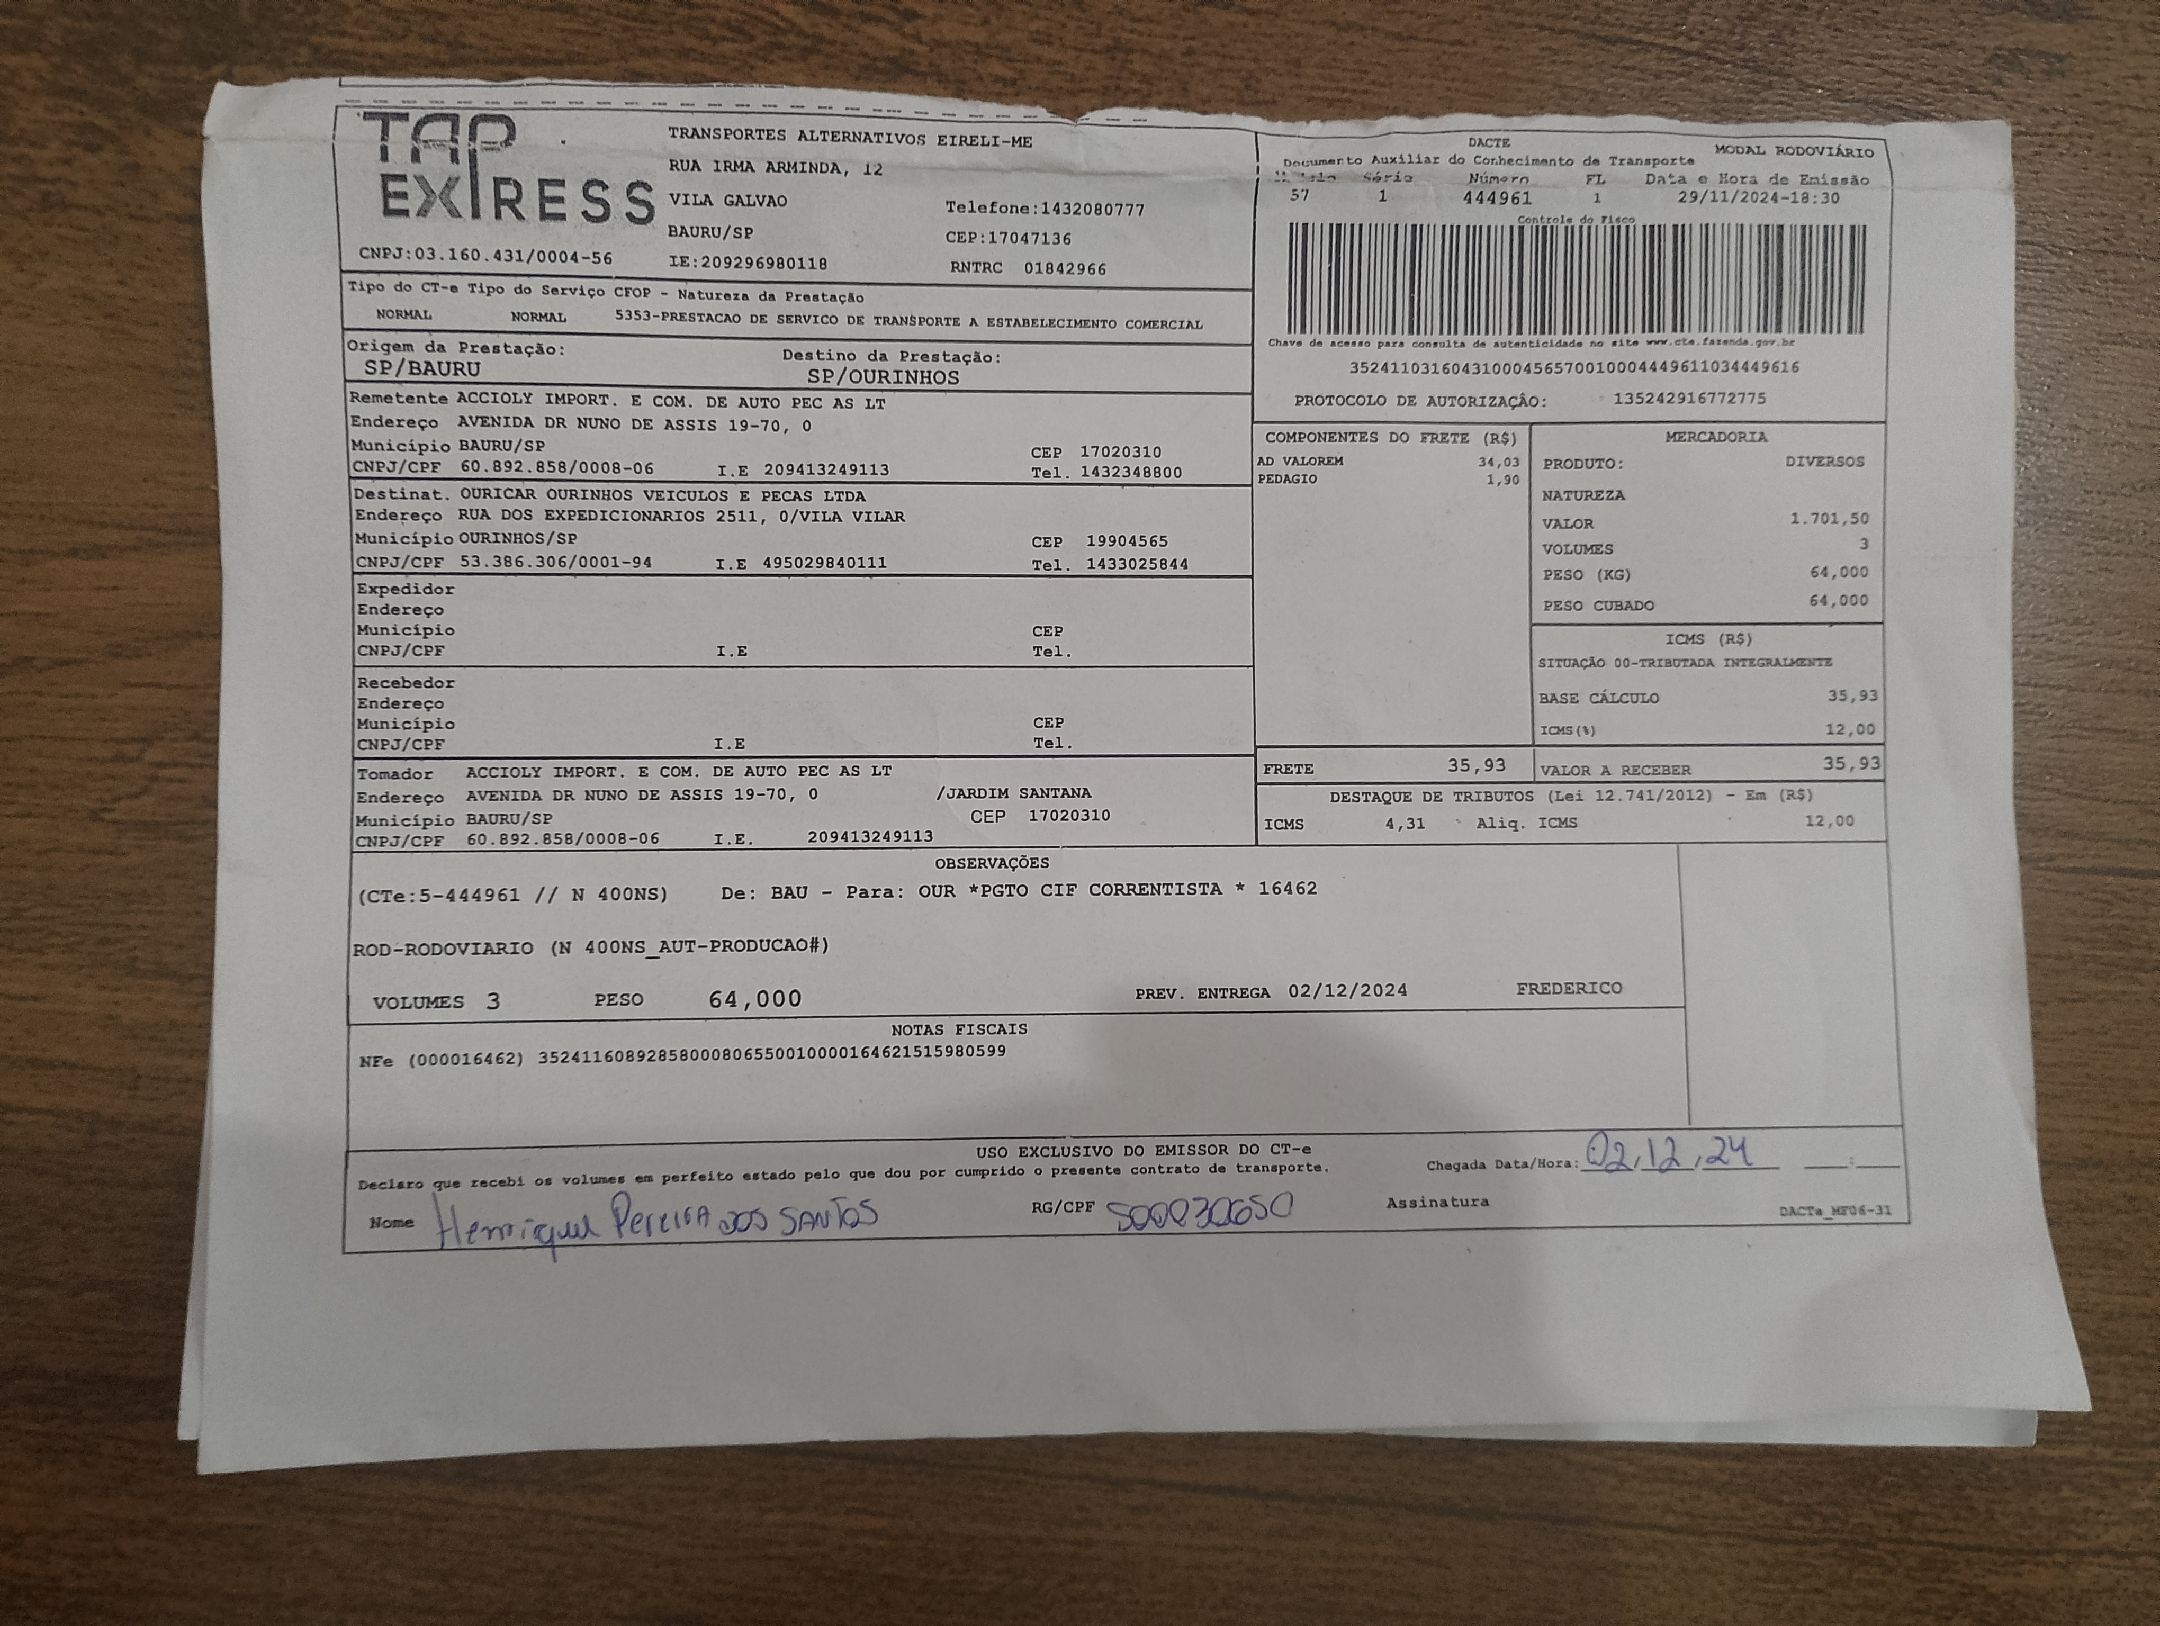 TAP
EXPRESS
CNPJ:03.160.431/0004-56
TRANSPORTES ALTERNATIVOS EIRELI-ME
RUA IRMA ARMINDA, 12
VILA GALVAO
Telefone:1432080777
BAURU/SP
CEP:17047136
IE:209296980118
RNTRC 01842966
DACTE
MODAL RODOVIÁRIO
Documento Auxiliar do Conhecimento de Transporte
Série Número FL Data e Hora de Emissão
57 1 444961 1 29/11/2024-18:30
Controle do Fisco
Chave de acesso para consulta de autenticidade no site www.cte.fazenda.gov.br
35241103160431000456570010004449611034449616
PROTOCOLO DE AUTORIZAÇÂO: 135242916772775
Tipo do CT-e Tipo do Serviço CFOP - Natureza da Prestação
NORMAL NORMAL 5353-PRESTACAO DE SERVICO DE TRANSPORTE A ESTABELECIMENTO COMERCIAL
Origem da Prestação: Destino da Prestação:
SP/BAURU SP/OURINHOS
Remetente ACCIOLY IMPORT. E COM. DE AUTO PEC AS LT
Endereço AVENIDA DR NUNO DE ASSIS 19-70, 0
Município BAURU/SP CEP 17020310
CNPJ/CPF 60.892.858/0008-06 I.E 209413249113 Tel. 1432348800
Destinat. OURICAR OURINHOS VEICULOS E PECAS LTDA
Endereço RUA DOS EXPEDICIONARIOS 2511, 0/VILA VILAR
Município OURINHOS/SP CEP 19904565
CNPJ/CPF 53.386.306/0001-94 I.E 495029840111 Tel. 1433025844
Expedidor
Endereço
Município CEP
CNPJ/CPF I.E Tel.
Recebedor
Endereço
Município CEP
CNPJ/CPF I.E Tel.
Tomador ACCIOLY IMPORT. E COM. DE AUTO PEC AS LT
Endereço AVENIDA DR NUNO DE ASSIS 19-70, 0 /JARDIM SANTANA
Município BAURU/SP CEP 17020310
CNPJ/CPF 60.892.858/0008-06 I.E. 209413249113
COMPONENTES DO FRETE (R$)
AD VALOREM 34,03
PEDAGIO 1,90
MERCADORIA
PRODUTO: DIVERSOS
NATUREZA
VALOR 1.701,50
VOLUMES 3
PESO (KG) 64,000
PESO CUBADO 64,000
ICMS (R$)
SITUAÇÃO 00-TRIBUTADA INTEGRALMENTE
BASE CÁLCULO 35,93
ICMS(%) 12,00
FRETE 35,93 VALOR A RECEBER 35,93
DESTAQUE DE TRIBUTOS (Lei 12.741/2012) - Em (R$)
ICMS 4,31 Aliq. ICMS 12,00
OBSERVAÇÕES
(CTe:5-444961 // N 400NS) De: BAU - Para: OUR *PGTO CIF CORRENTISTA * 16462
ROD-RODOVIARIO (N 400NS_AUT-PRODUCAO#)
VOLUMES 3 PESO 64,000 PREV. ENTREGA 02/12/2024 FREDERICO
NOTAS FISCAIS
NFe (000016462) 35241160892858000806550010000164621515980599
USO EXCLUSIVO DO EMISSOR DO CT-e
Declaro que recebi os volumes em perfeito estado pelo que dou por cumprido o presente contrato de transporte.
Chegada Data/Hora: 02,12,24 :
Nome Henrique Pereira DOS SANTOS RG/CPF 500030650 Assinatura
DACTe_MF06-31